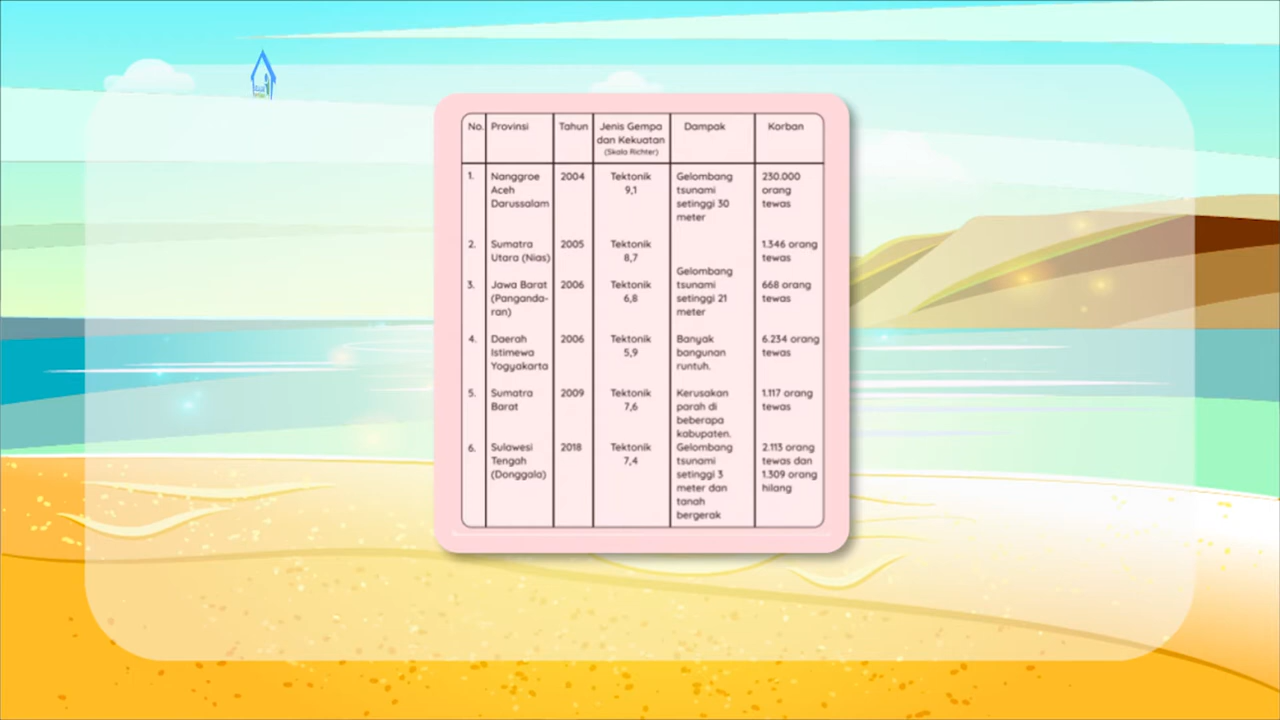 No. Provinsi Tahun Jenis Gempa dan Kekuatan (Skala Richter) Dampak Korban
1. Nanggroe Aceh Darussalam 2004 Tektonik 9,1 Gelombang tsunami setinggi 30 meter 230.000 orang tewas
2. Sumatra Utara (Nias) 2005 Tektonik 8,7 1.346 orang tewas
3. Jawa Barat (Panganda-ran) 2006 Tektonik 6,8 Gelombang tsunami setinggi 21 meter 668 orang tewas
4. Daerah Istimewa Yogyakarta 2006 Tektonik 5,9 Banyak bangunan runtuh. 6.234 orang tewas
5. Sumatra Barat 2009 Tektonik 7,6 Kerusakan parah di beberapa kabupaten. 1.117 orang tewas
6. Sulawesi Tengah (Donggala) 2018 Tektonik 7,4 Gelombang tsunami setinggi 3 meter dan tanah bergerak 2.113 orang tewas dan 1.309 orang hilang